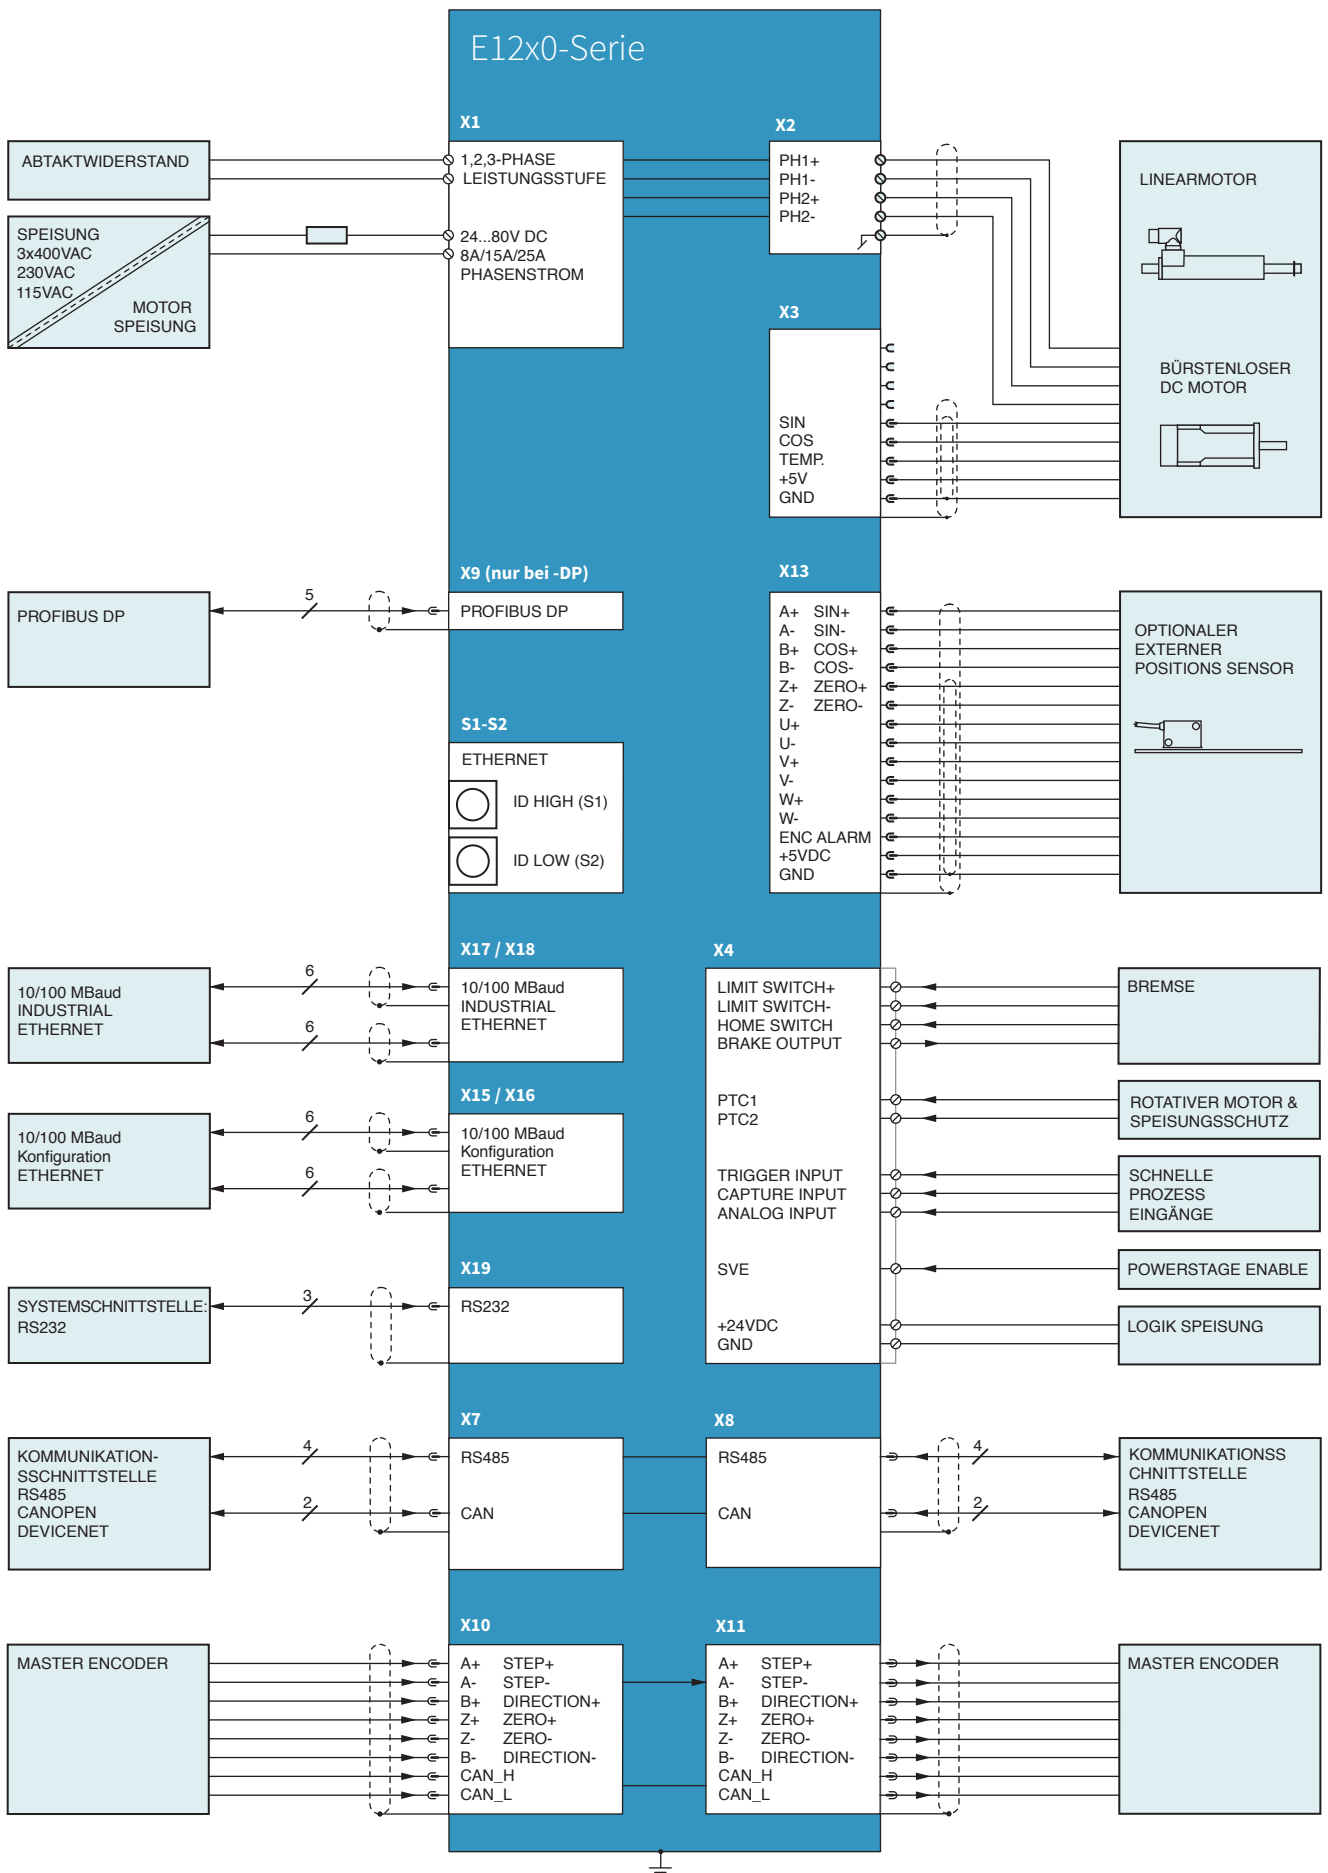 E12x0-Serie
X1
X2
ABTAKTWIDERSTAND
1,2,3-PHASE
LEISTUNGSSTUFE
PH1+
PH1-
PH2+
PH2-
LINEARMOTOR
SPEISUNG
3x400VAC
230VAC
115VAC
MOTOR
SPEISUNG
24...80V DC
8A/15A/25A
PHASENSTROM
X3
SIN
COS
TEMP.
+5V
GND
BÜRSTENLOSER
DC MOTOR
X9 (nur bei -DP)
PROFIBUS DP
5
PROFIBUS DP
X13
A+ SIN+
A- SIN-
B+ COS+
B- COS-
Z+ ZERO+
Z- ZERO-
U+
U-
V+
V-
W+
W-
ENC ALARM
+5VDC
GND
OPTIONALER
EXTERNER
POSITIONS SENSOR
S1-S2
ETHERNET
ID HIGH (S1)
ID LOW (S2)
X17 / X18
10/100 MBaud
INDUSTRIAL
ETHERNET
6
6
10/100 MBaud
INDUSTRIAL
ETHERNET
X4
LIMIT SWITCH+
LIMIT SWITCH-
HOME SWITCH
BRAKE OUTPUT
PTC1
PTC2
TRIGGER INPUT
CAPTURE INPUT
ANALOG INPUT
SVE
+24VDC
GND
BREMSE
ROTATIVER MOTOR &
SPEISUNGSSCHUTZ
SCHNELLE
PROZESS
EINGÄNGE
POWERSTAGE ENABLE
LOGIK SPEISUNG
X15 / X16
10/100 MBaud
Konfiguration
ETHERNET
6
6
10/100 MBaud
Konfiguration
ETHERNET
X19
SYSTEMSCHNITTSTELLE:
RS232
3
RS232
X7
KOMMUNIKATION-
SSCHNITTSTELLE
RS485
CANOPEN
DEVICENET
4
2
RS485
CAN
X8
RS485
CAN
4
2
KOMMUNIKATIONSS
CHNITTSTELLE
RS485
CANOPEN
DEVICENET
X10
MASTER ENCODER
A+ STEP+
A- STEP-
B+ DIRECTION+
Z+ ZERO+
Z- ZERO-
B- DIRECTION-
CAN_H
CAN_L
X11
A+ STEP+
A- STEP-
B+ DIRECTION+
Z+ ZERO+
Z- ZERO-
B- DIRECTION-
CAN_H
CAN_L
MASTER ENCODER